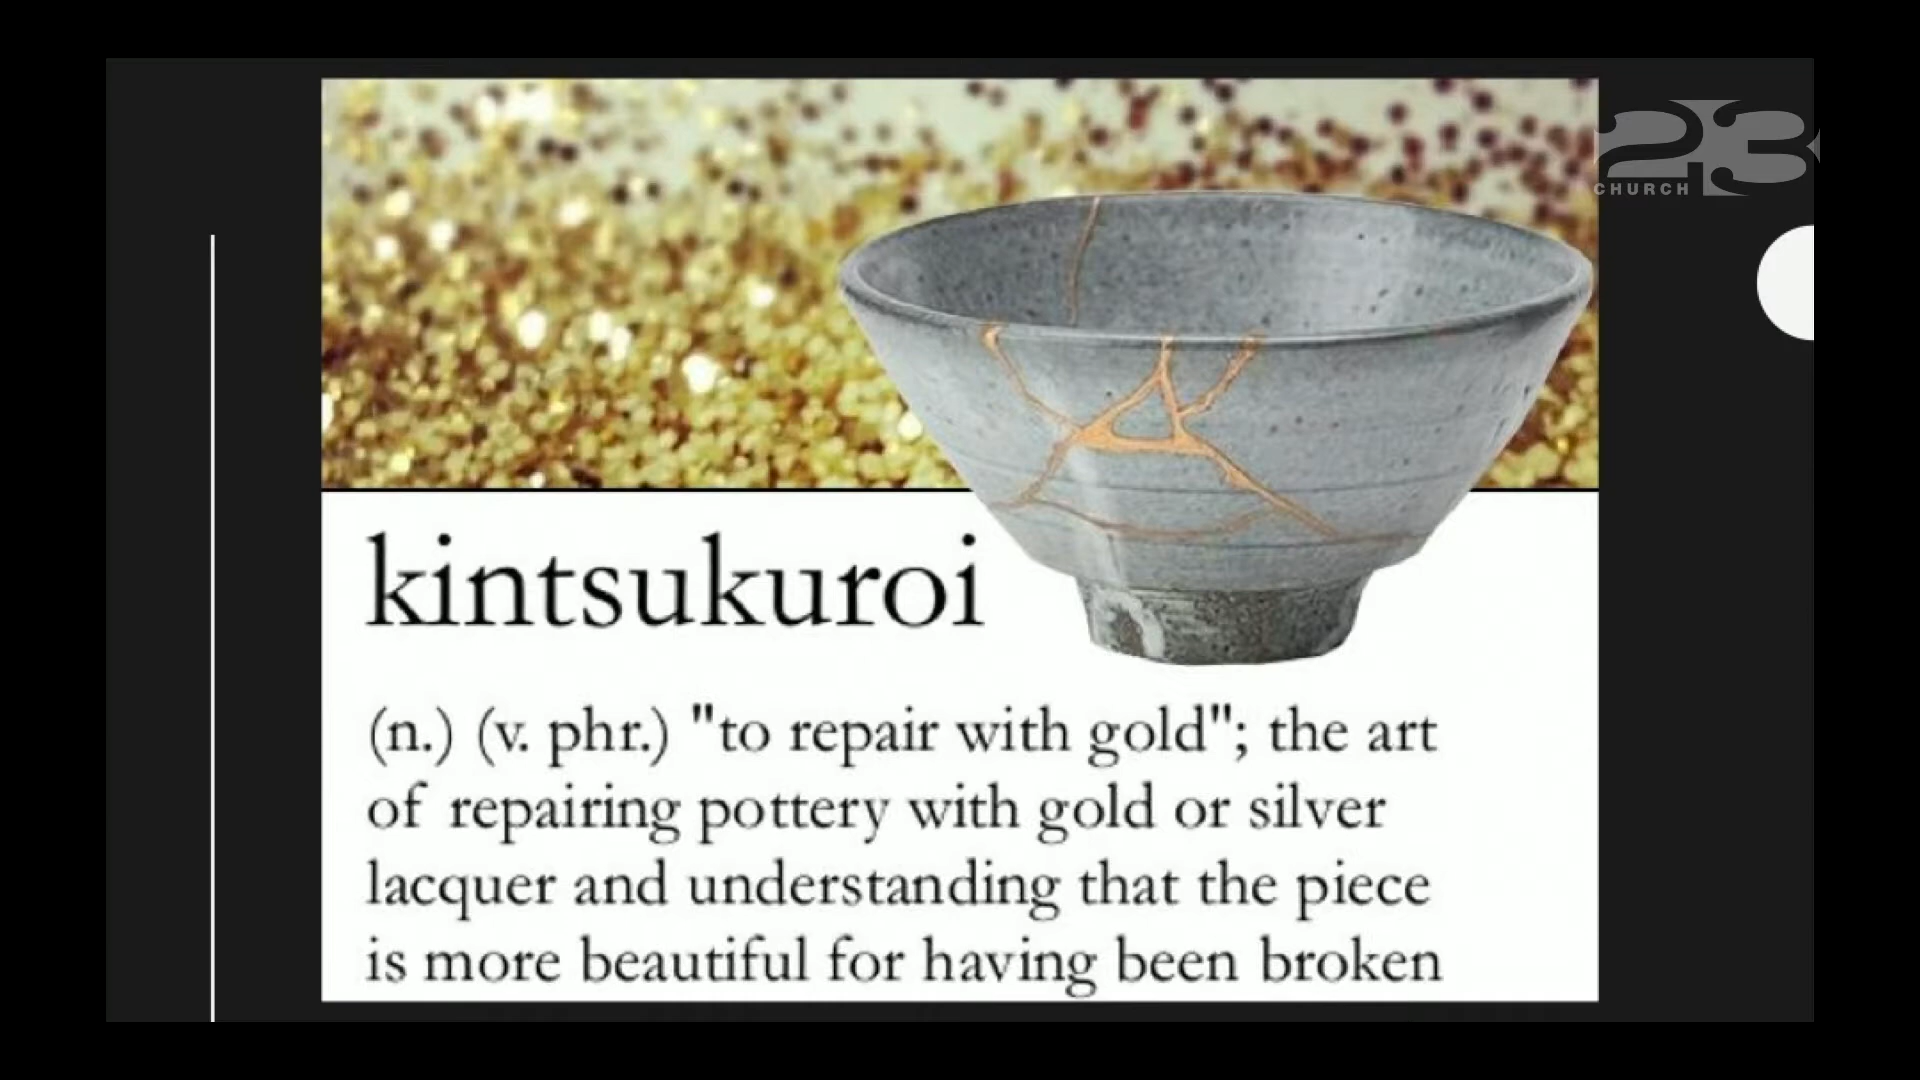 23
CHURCH
kintsukuroi
(n.) (v. phr.) "to repair with gold"; the art
of repairing pottery with gold or silver
lacquer and understanding that the piece
is more beautiful for having been broken